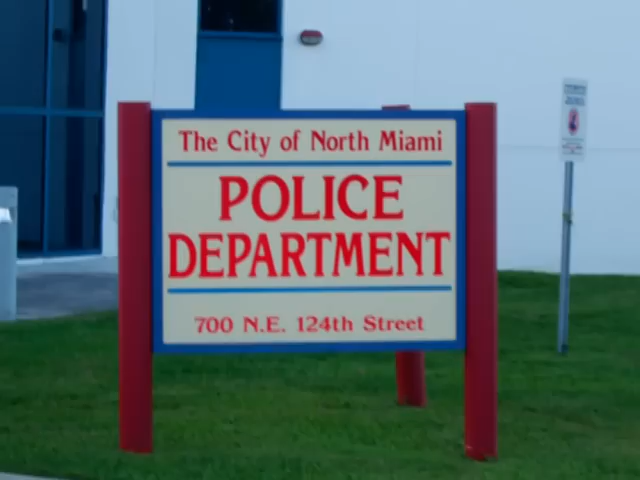 The City of North Miami
POLICE
DEPARTMENT
700 N.E. 124th Street